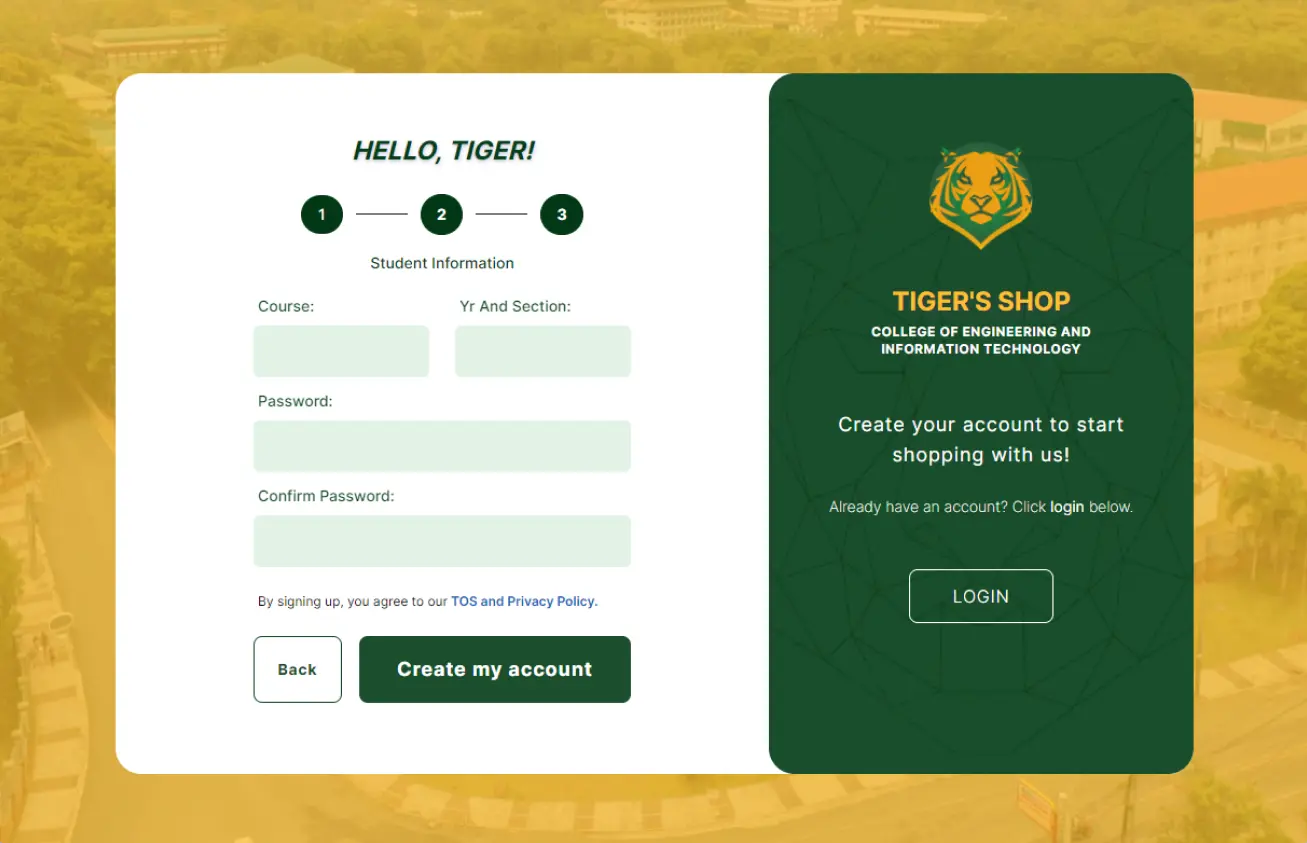 HELLO, TIGER!
1 2 3
Student Information
Course: Yr And Section:
Password:
Confirm Password:
By signing up, you agree to our TOS and Privacy Policy.
Back Create my account
TIGER'S SHOP
COLLEGE OF ENGINEERING AND
INFORMATION TECHNOLOGY
Create your account to start
shopping with us!
Already have an account? Click login below.
LOGIN